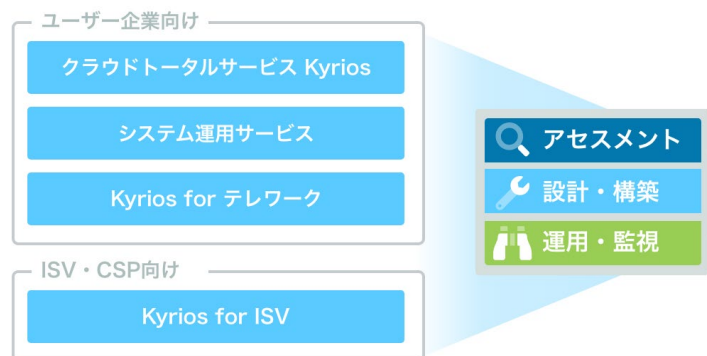 ユーザー企業向け
クラウドトータルサービス Kyrios
システム運用サービス
Kyrios for テレワーク
ISV・CSP向け
Kyrios for ISV
アセスメント
設計・構築
運用・監視